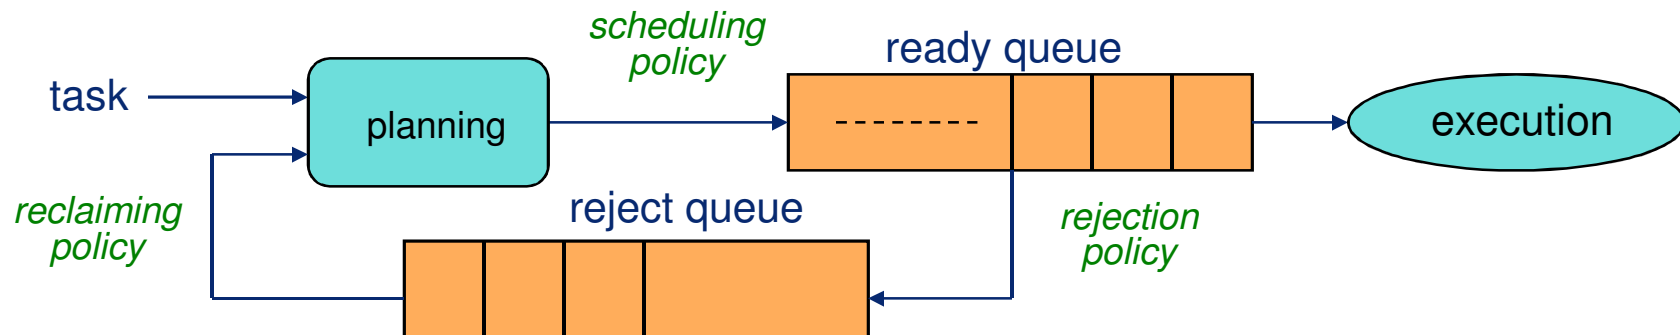 scheduling
policy
ready queue
task
planning
execution
reclaiming
policy
reject queue
rejection
policy